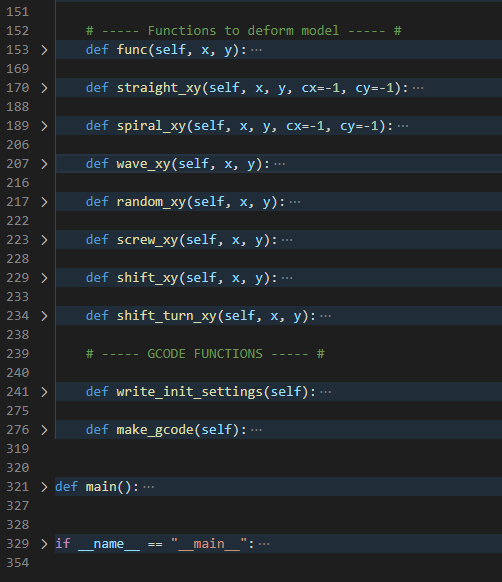 151
152 # ----- Functions to deform model ----- #
153 > def func(self, x, y): ···
169
170 > def straight_xy(self, x, y, cx=-1, cy=-1): ···
188
189 > def spiral_xy(self, x, y, cx=-1, cy=-1): ···
206
207 > def wave_xy(self, x, y): ···
216
217 > def random_xy(self, x, y): ···
222
223 > def screw_xy(self, x, y): ···
228
229 > def shift_xy(self, x, y): ···
233
234 > def shift_turn_xy(self, x, y): ···
238
239 # ----- GCODE FUNCTIONS ----- #
240
241 > def write_init_settings(self): ···
275
276 > def make_gcode(self): ···
319
320
321 > def main(): ···
327
328
329 > if __name__ == "__main__": ···
354